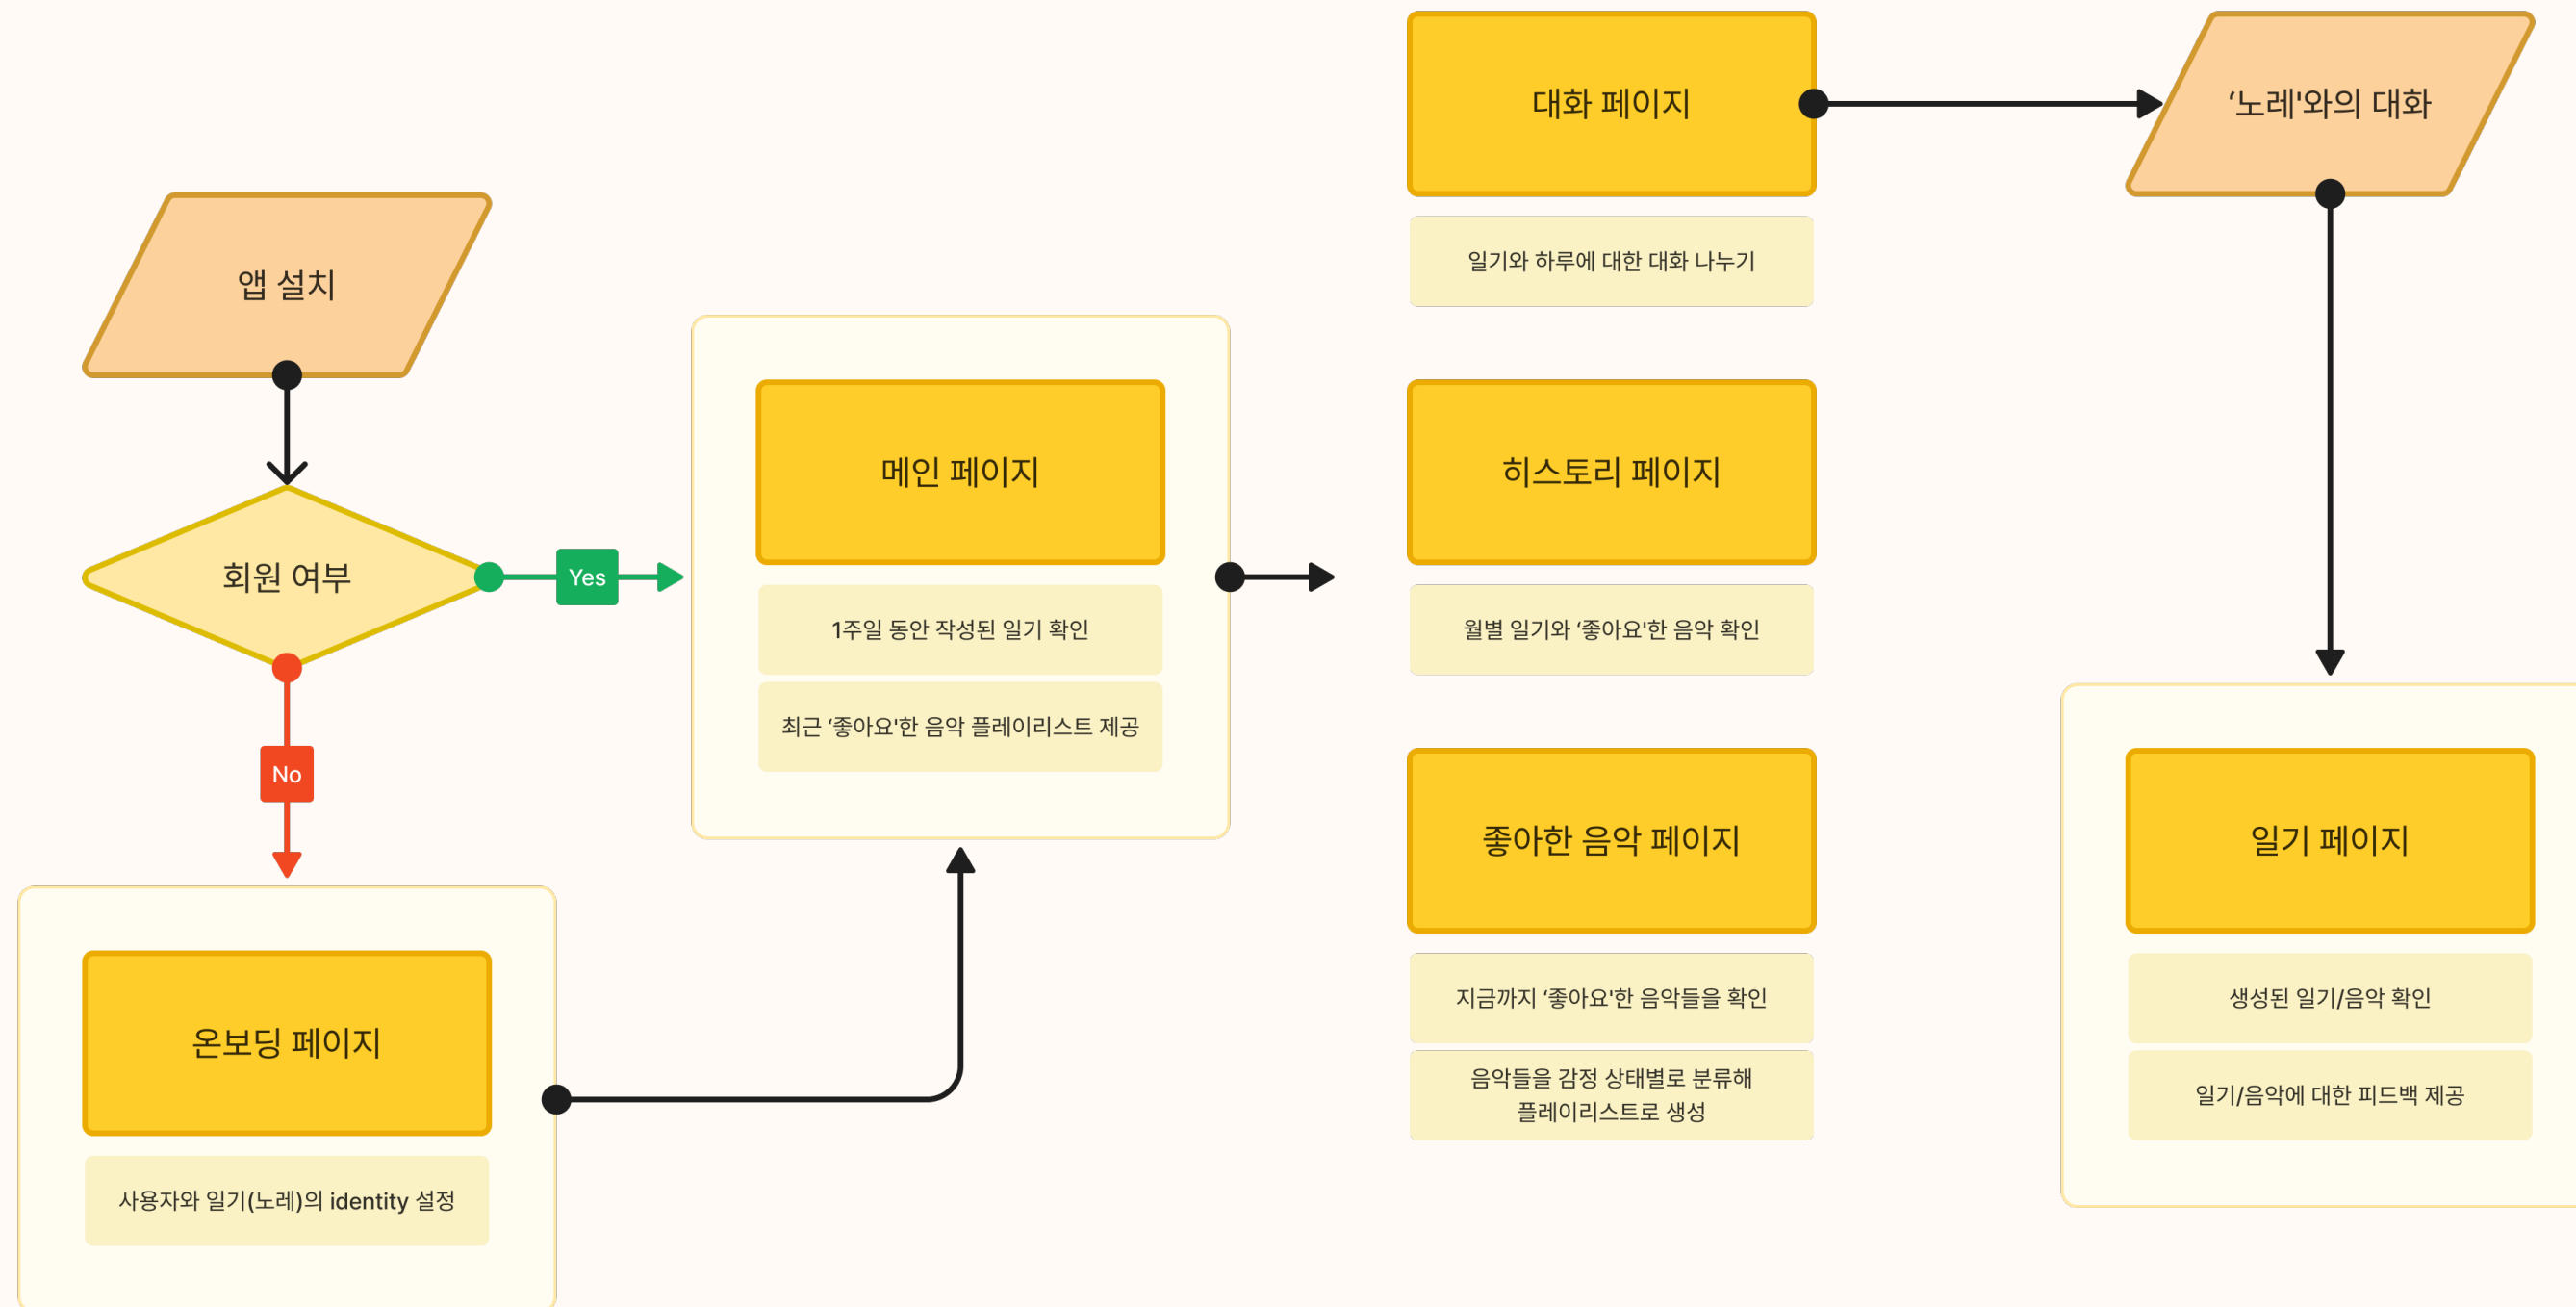 앱 설치
회원 여부
Yes
No
온보딩 페이지
사용자와 일기(노레)의 identity 설정
메인 페이지
1주일 동안 작성된 일기 확인
최근 ‘좋아요'한 음악 플레이리스트 제공
대화 페이지
일기와 하루에 대한 대화 나누기
히스토리 페이지
월별 일기와 ‘좋아요'한 음악 확인
좋아한 음악 페이지
지금까지 ‘좋아요'한 음악들을 확인
음악들을 감정 상태별로 분류해
플레이리스트로 생성
‘노레'와의 대화
일기 페이지
생성된 일기/음악 확인
일기/음악에 대한 피드백 제공